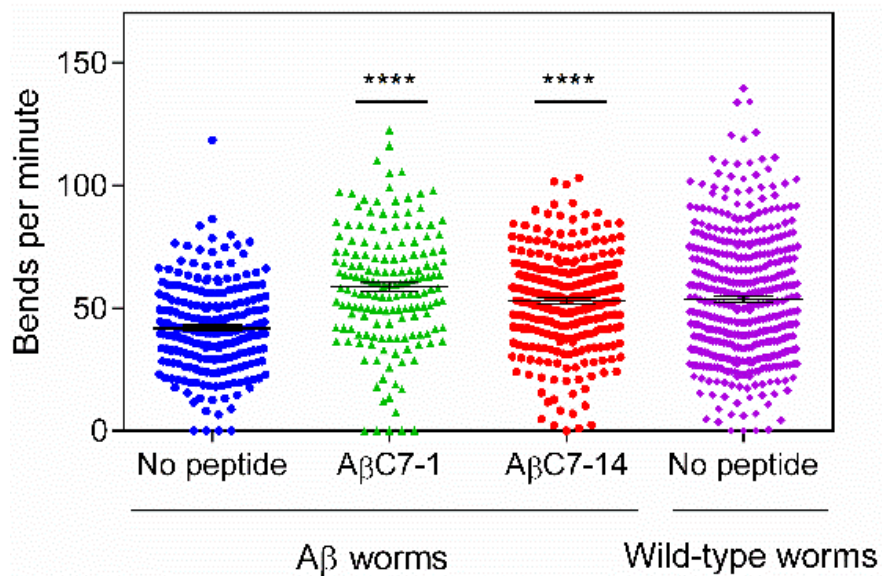 Bends per minute
150
100
50
0
**** ****
No peptide AβC7-1 AβC7-14 No peptide
Aβ worms Wild-type worms